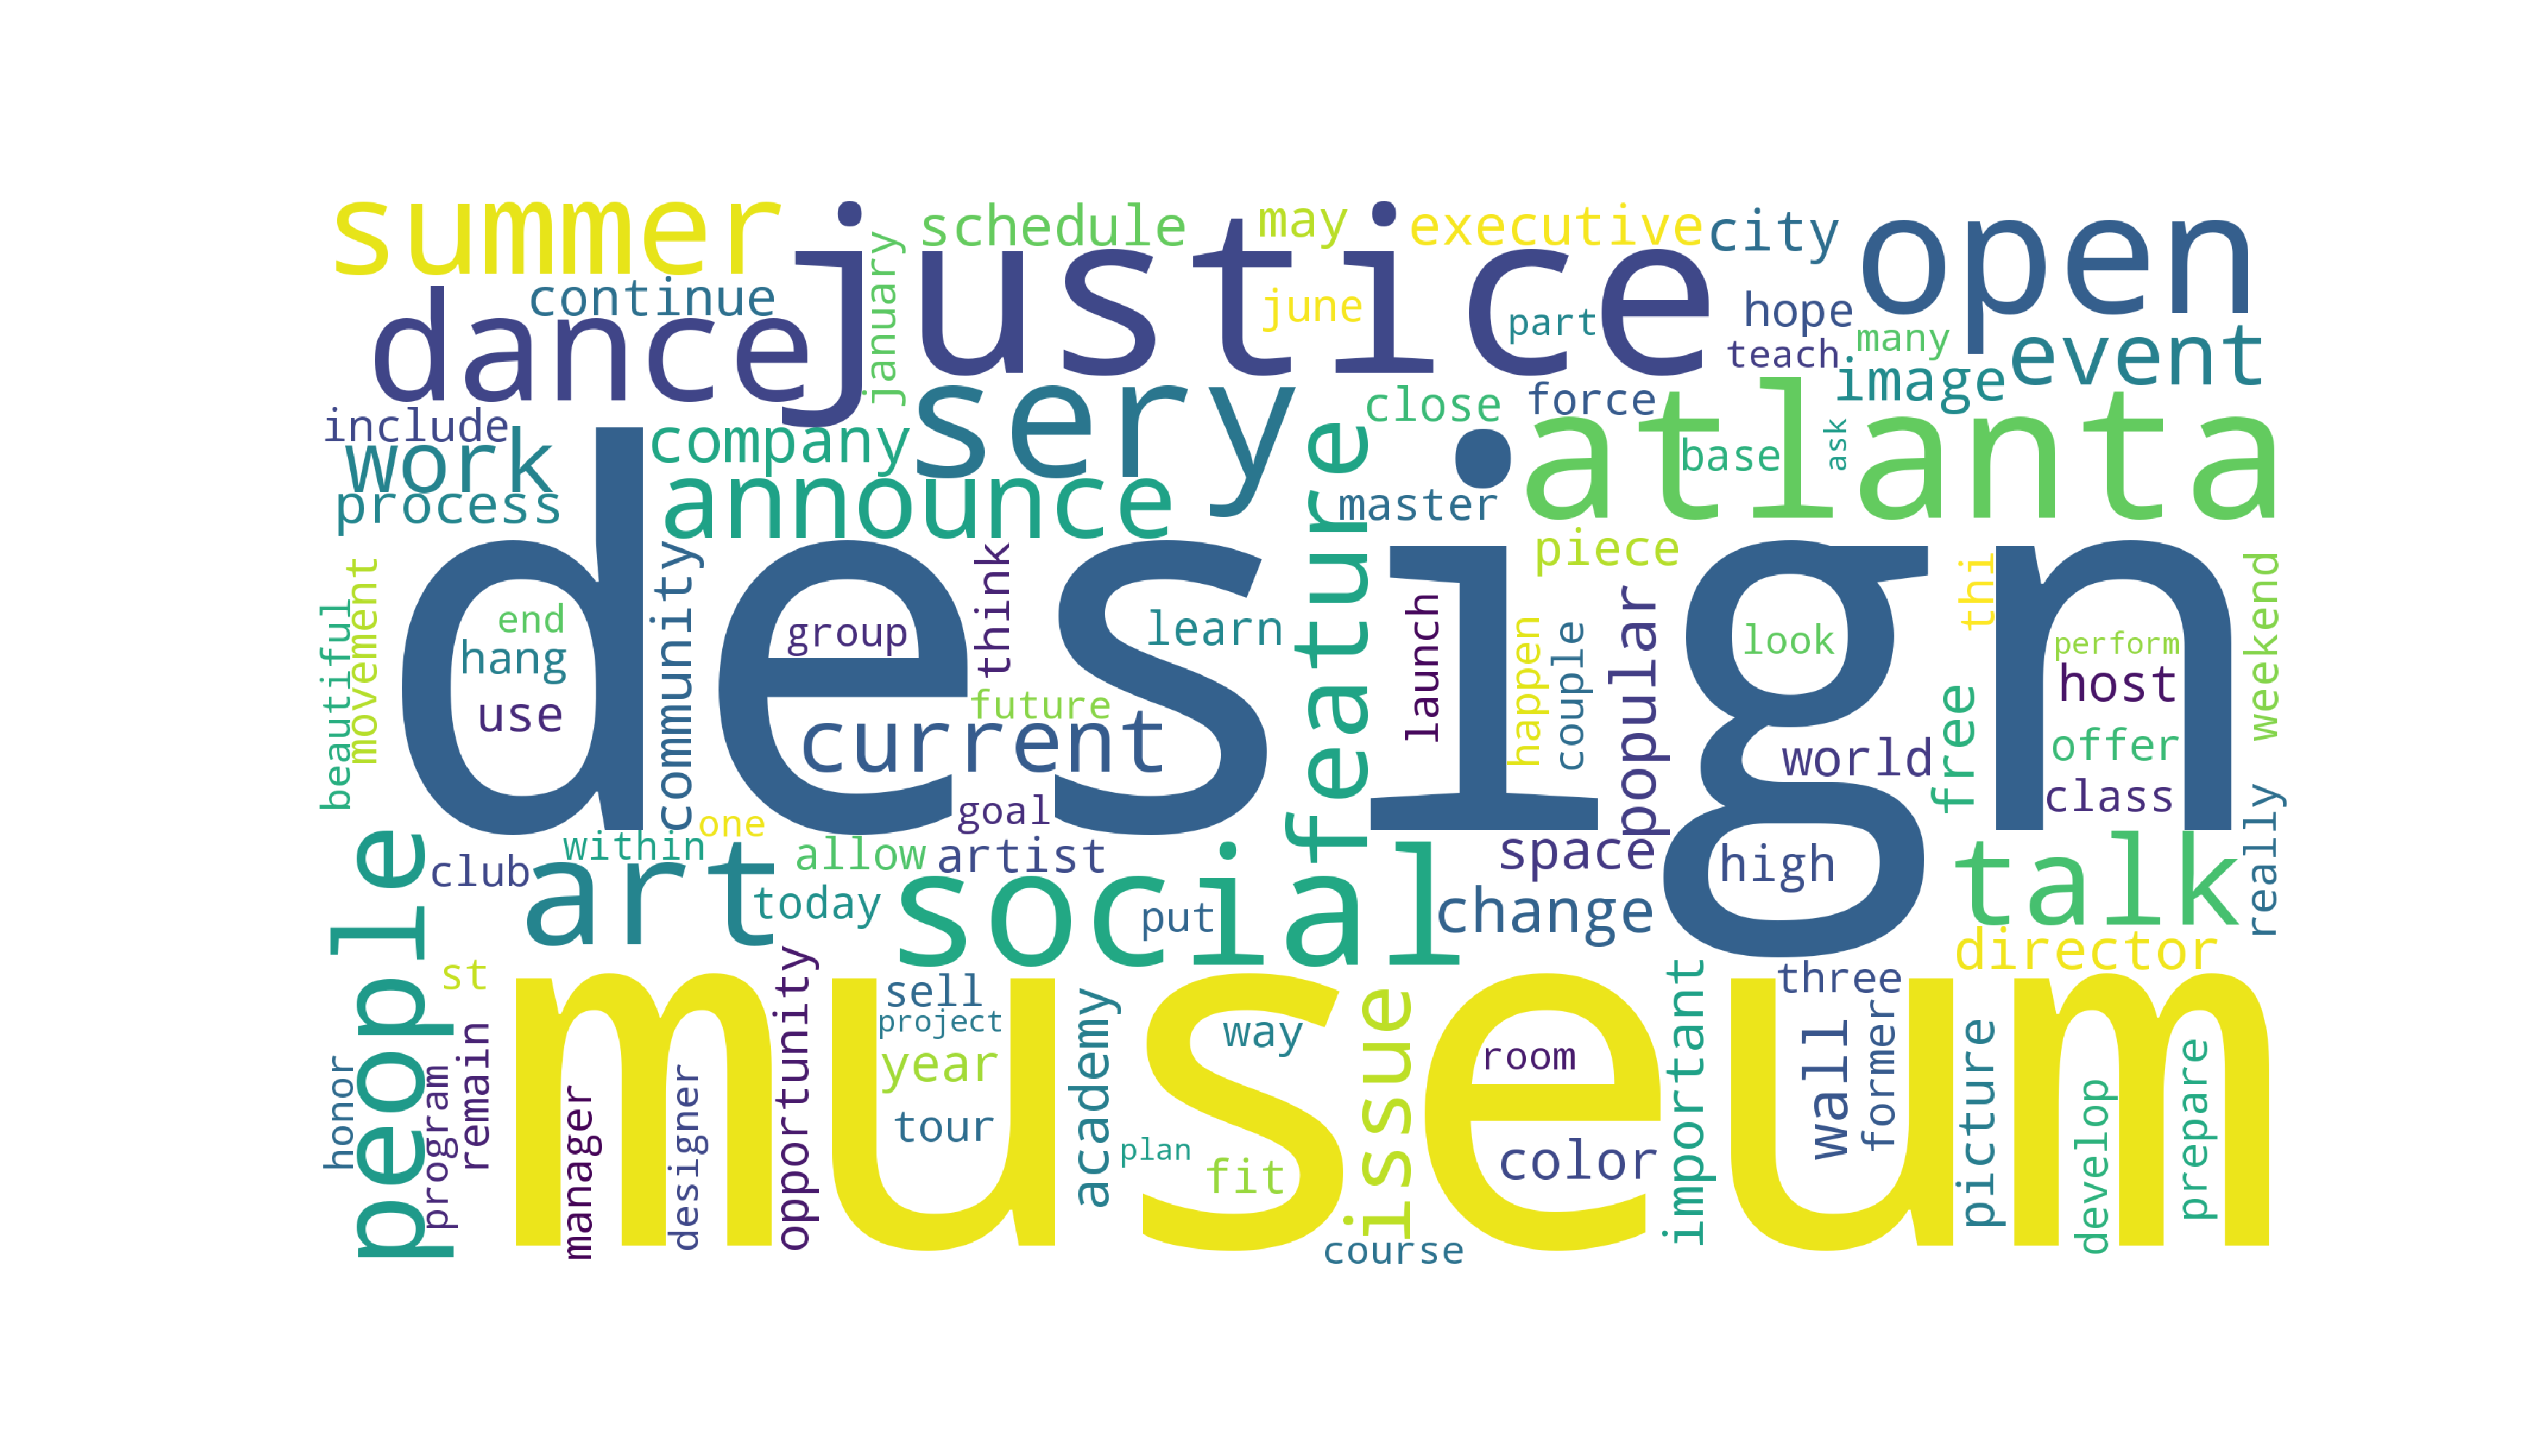 summer
justice
schedule
may
executive
city
open
january
continue
dance
june
part
hope
teach
many
image
event
include
work
company
sery
close
force
atlanta
base
ask
process
announce
feature
master
design
piece
thi
weekend
beautiful
movement
community
think
end
hang
use
group
learn
future
current
launch
happen
couple
popular
look
world
free
perform
host
offer
class
really
people
club
within
one
goal
art
allow
artist
today
social
put
space
change
high
talk
director
st
museum
opportunity
sell
project
year
tour
academy
way
plan
fit
issue
room
color
important
three
wall
former
picture
develop
prepare
honor
program
remain
manager
designer
course